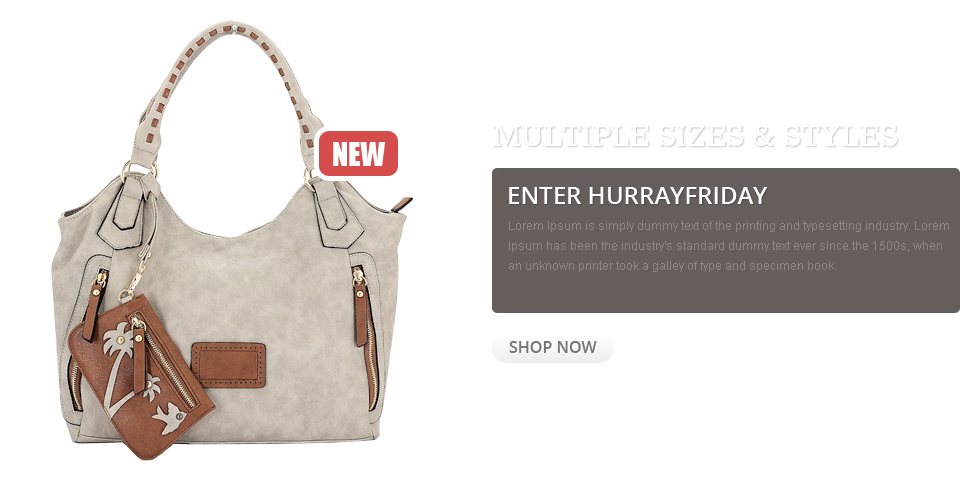 NEW
MULTIPLE SIZES & STYLES
ENTER HURRAYFRIDAY
Lorem Ipsum is simply dummy text of the printing and typesetting industry. Lorem
Ipsum has been the industry's standard dummy text ever since the 1500s, when
an unknown printer took a galley of type and specimen book.
SHOP NOW